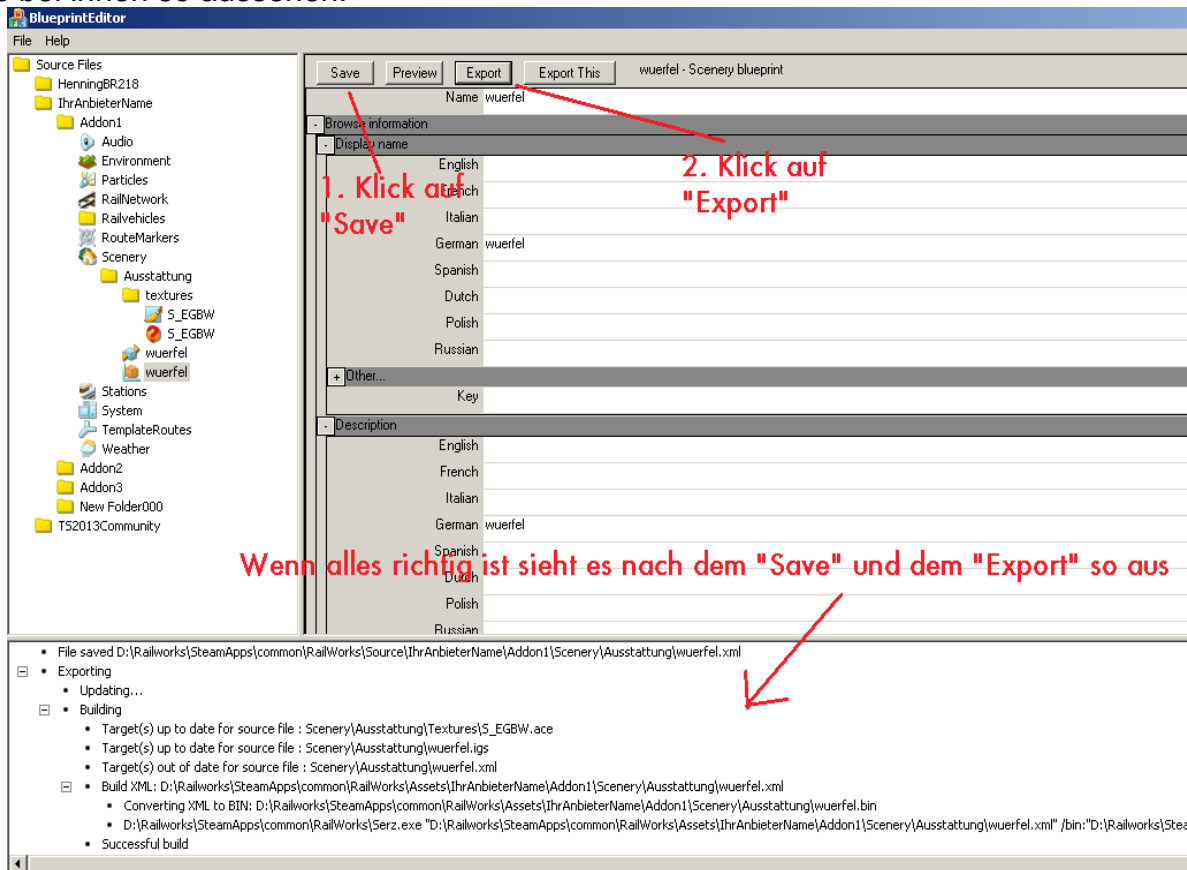 so aussehen.
BlueprintEditor
File Help
Source Files
HenningBR218
IhrAnbieterName
Addon1
Audio
Environment
Particles
RailNetwork
Railvehicles
RouteMarkers
Scenery
Ausstattung
textures
S_EGBW
S_EGBW
wuerfel
wuerfel
Stations
System
TemplateRoutes
Weather
Addon2
Addon3
New Folder000
TS2013Community
Save Preview Export Export This wuerfel - Scenery blueprint
Name wuerfel
- Browse information
- Display name
English
French
Italian
German wuerfel
Spanish
Dutch
Polish
Russian
+ Other...
Key
- Description
English
French
Italian
German wuerfel
Spanish
Dutch
Polish
Russian
1. Klick auf
"Save"
2. Klick auf
"Export"
Wenn alles richtig ist sieht es nach dem "Save" und dem "Export" so aus
• File saved D:\Railworks\SteamApps\common\RailWorks\Source\IhrAnbieterName\Addon1\Scenery\Ausstattung\wuerfel.xml
• Exporting
• Updating...
• Building
• Target(s) up to date for source file : Scenery\Ausstattung\Textures\S_EGBW.ace
• Target(s) up to date for source file : Scenery\Ausstattung\wuerfel.igs
• Target(s) out of date for source file : Scenery\Ausstattung\wuerfel.xml
• Build XML: D:\Railworks\SteamApps\common\RailWorks\Assets\IhrAnbieterName\Addon1\Scenery\Ausstattung\wuerfel.xml
• Converting XML to BIN: D:\Railworks\SteamApps\common\RailWorks\Assets\IhrAnbieterName\Addon1\Scenery\Ausstattung\wuerfel.bin
• D:\Railworks\SteamApps\common\RailWorks\Serz.exe "D:\Railworks\SteamApps\common\RailWorks\Assets\IhrAnbieterName\Addon1\Scenery\Ausstattung\wuerfel.xml" /bin:"D:\Railworks\Stea
• Successful build